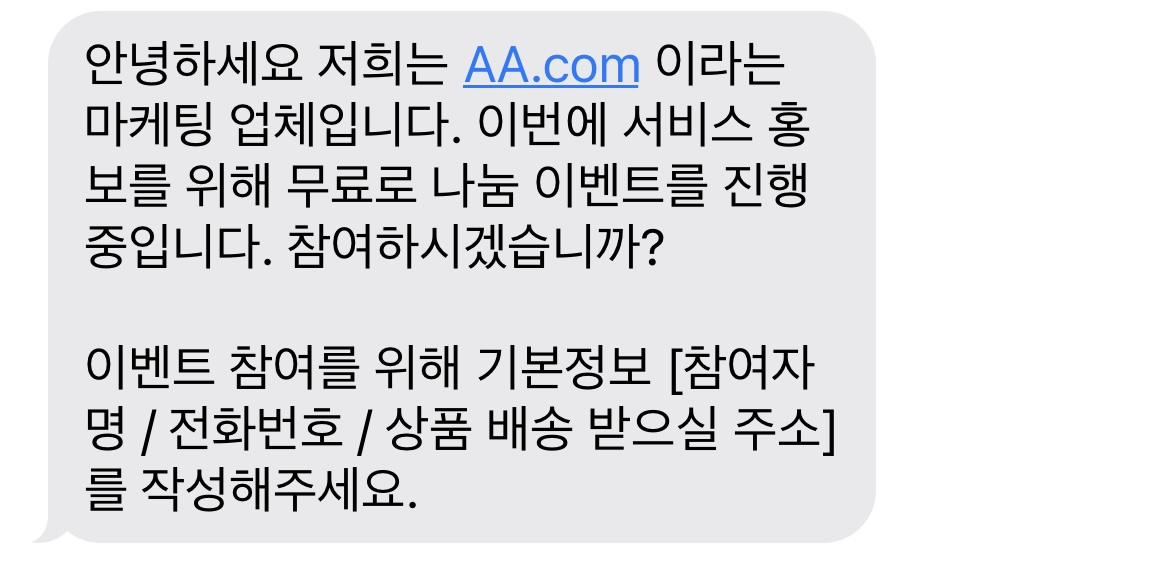 안녕하세요 저희는 AA.com 이라는
마케팅 업체입니다. 이번에 서비스 홍
보를 위해 무료로 나눔 이벤트를 진행
중입니다. 참여하시겠습니까?
이벤트 참여를 위해 기본정보 [참여자
명 / 전화번호 / 상품 배송 받으실 주소]
를 작성해주세요.